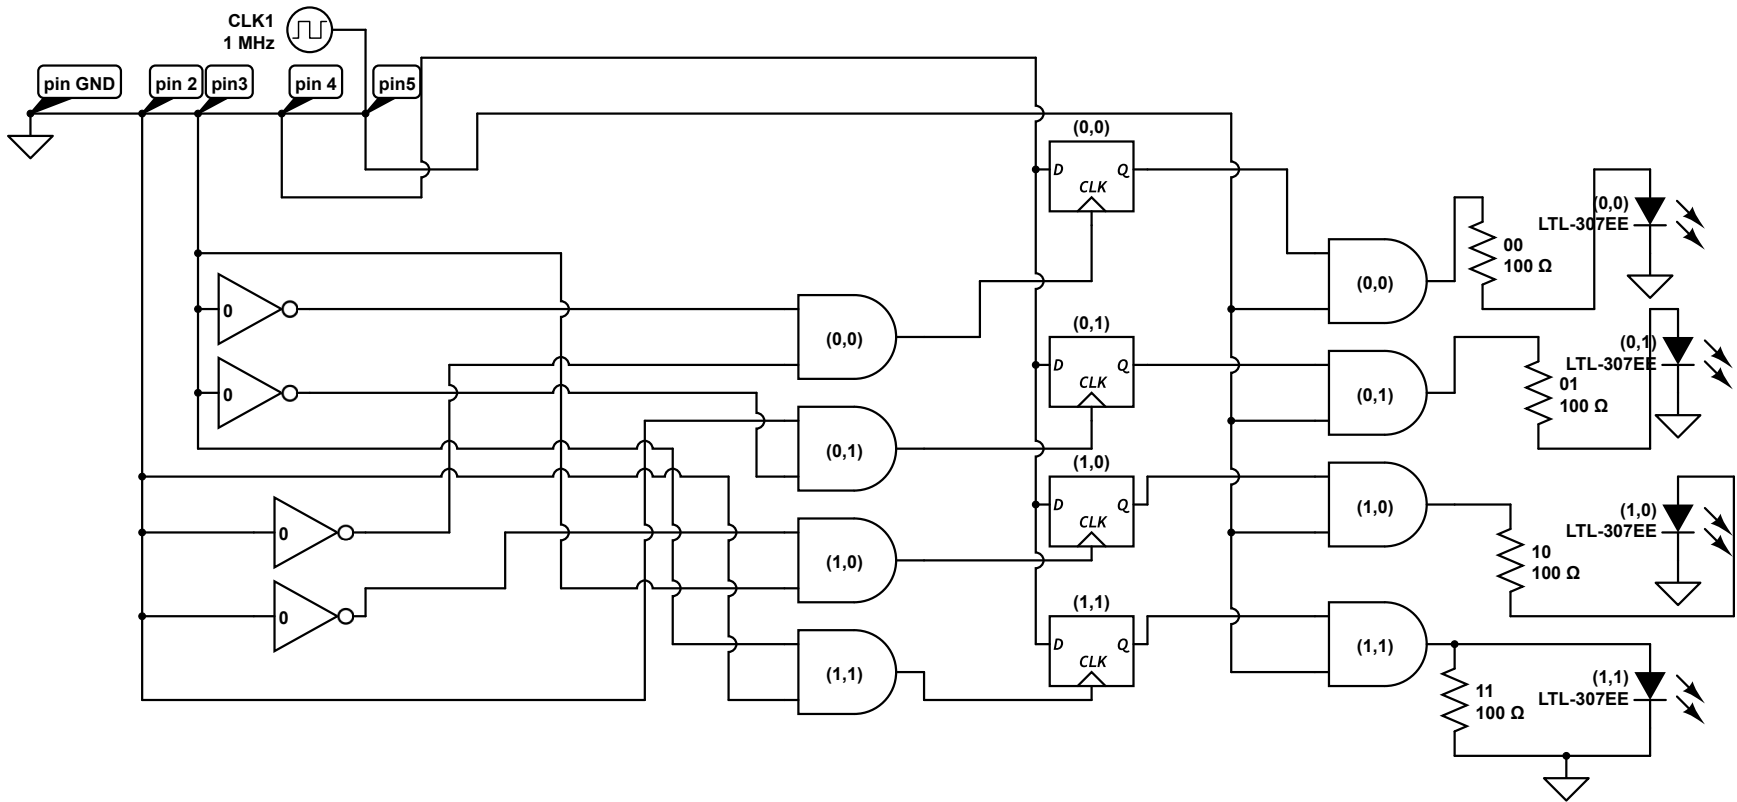 CLK1
1 MHz
pin GND
pin 2
pin3
pin 4
pin5
(0,0)
D
Q
CLK
(0,0)
LTL-307EE
00
100 Ω
(0,0)
0
(0,0)
(0,1)
D
Q
CLK
(0,1)
LTL-307EE
01
100 Ω
(0,1)
0
(0,1)
(1,0)
D
Q
CLK
(1,0)
(1,0)
LTL-307EE
10
100 Ω
0
(1,0)
0
(1,1)
D
Q
CLK
(1,1)
(1,1)
(1,1)
LTL-307EE
11
100 Ω